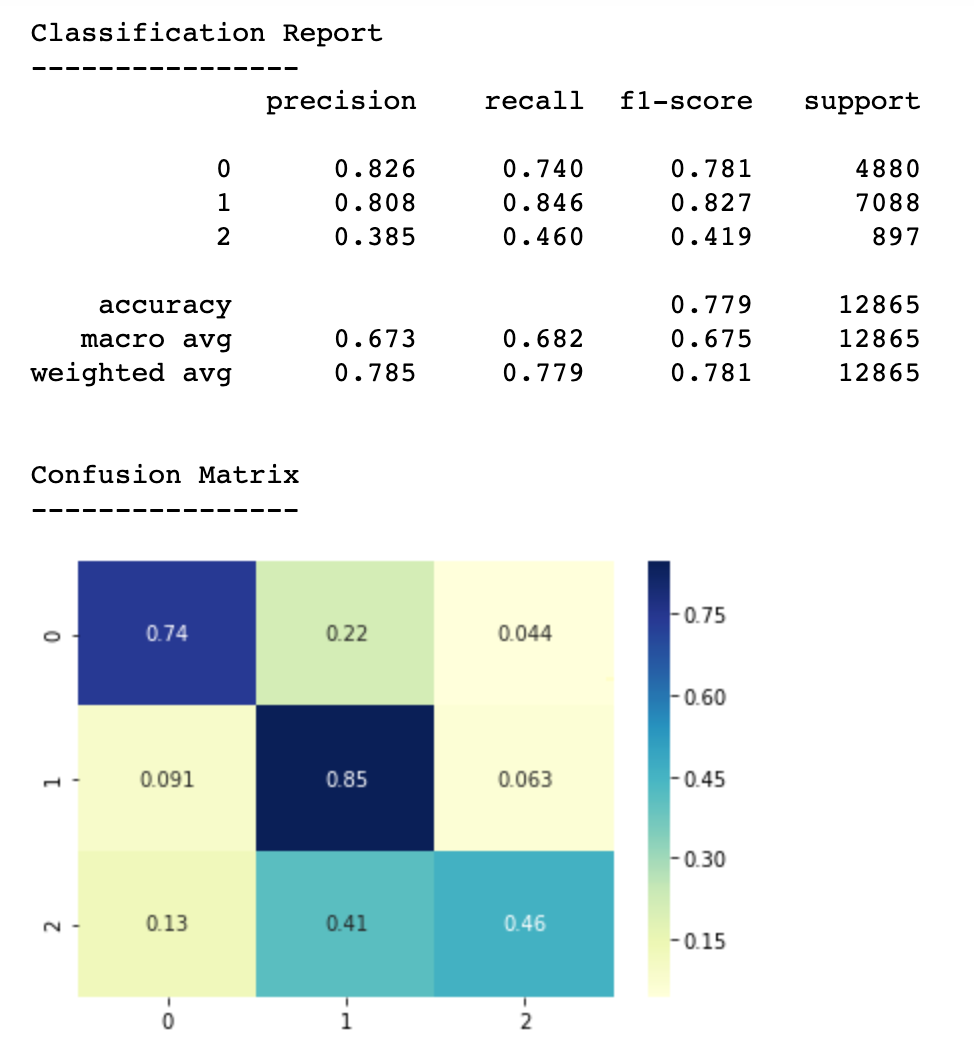 Classification Report
----------------
precision recall f1-score support
0 0.826 0.740 0.781 4880
1 0.808 0.846 0.827 7088
2 0.385 0.460 0.419 897
accuracy 0.779 12865
macro avg 0.673 0.682 0.675 12865
weighted avg 0.785 0.779 0.781 12865
Confusion Matrix
----------------
0 0.74 0.22 0.044
1 0.091 0.85 0.063
2 0.13 0.41 0.46
0 1 2
0.75
0.60
0.45
0.30
0.15